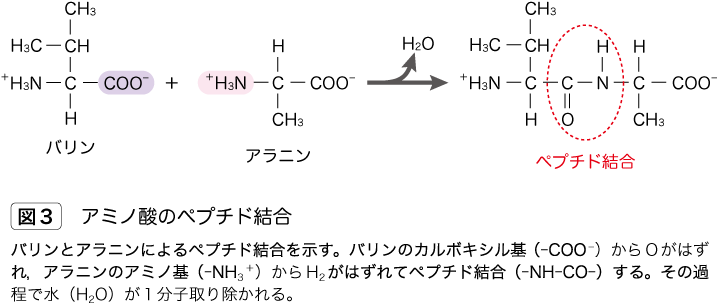 CH₃
H₃C－CH
⁺H₃N－C－COO⁻
H
バリン
+
H
⁺H₃N－C－COO⁻
CH₃
アラニン
H₂O
CH₃
H₃C－CH H H
⁺H₃N－C－C－N－C－COO⁻
H O CH₃
ペプチド結合
図3 アミノ酸のペプチド結合
バリンとアラニンによるペプチド結合を示す。バリンのカルボキシル基（-COO⁻）からOがはず
れ，アラニンのアミノ基（-NH₃⁺）からH₂がはずれてペプチド結合（-NH-CO-）する。その過
程で水（H₂O）が1分子取り除かれる。